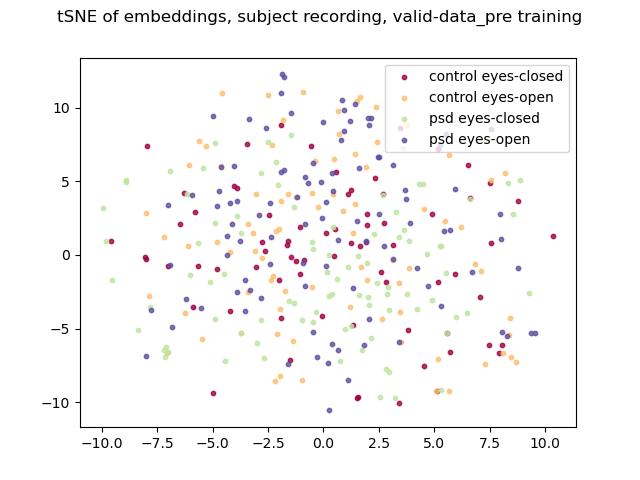 tSNE of embeddings, subject recording, valid-data_pre training
control eyes-closed
control eyes-open
psd eyes-closed
psd eyes-open
10
5
0
−5
−10
−10.0 −7.5 −5.0 −2.5 0.0 2.5 5.0 7.5 10.0